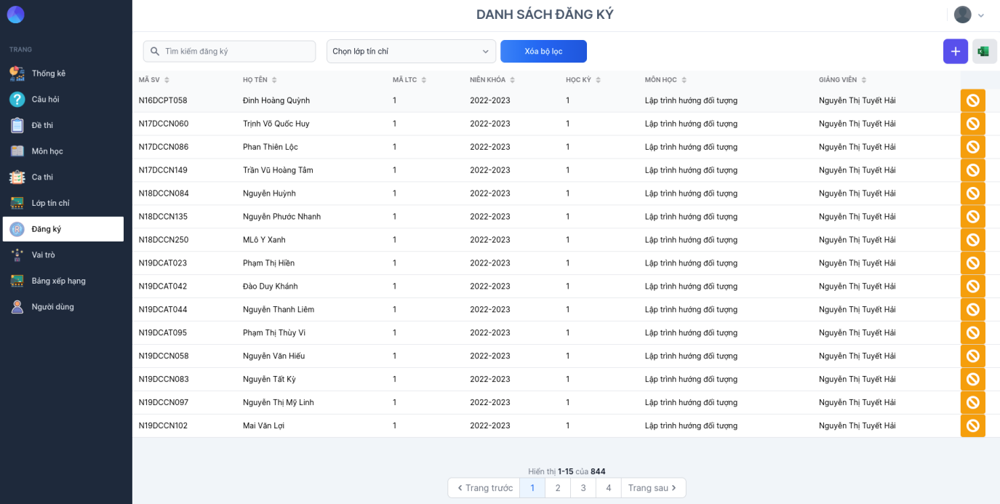 DANH SÁCH ĐĂNG KÝ
TRANG
Thống kê
Câu hỏi
Đề thi
Môn học
Ca thi
Lớp tín chỉ
Đăng ký
Vai trò
Bảng xếp hạng
Người dùng
Tìm kiếm đăng ký
Chọn lớp tín chỉ
Xóa bộ lọc
MÃ SV HỌ TÊN MÃ LTC NIÊN KHÓA HỌC KỲ MÔN HỌC GIẢNG VIÊN
N16DCPT058 Đinh Hoàng Quỳnh 1 2022-2023 1 Lập trình hướng đối tượng Nguyễn Thị Tuyết Hải
N17DCCN060 Trịnh Võ Quốc Huy 1 2022-2023 1 Lập trình hướng đối tượng Nguyễn Thị Tuyết Hải
N17DCCN086 Phan Thiên Lộc 1 2022-2023 1 Lập trình hướng đối tượng Nguyễn Thị Tuyết Hải
N17DCCN149 Trần Vũ Hoàng Tâm 1 2022-2023 1 Lập trình hướng đối tượng Nguyễn Thị Tuyết Hải
N18DCCN084 Nguyễn Huỳnh 1 2022-2023 1 Lập trình hướng đối tượng Nguyễn Thị Tuyết Hải
N18DCCN135 Nguyễn Phước Nhanh 1 2022-2023 1 Lập trình hướng đối tượng Nguyễn Thị Tuyết Hải
N18DCCN250 MLô Y Xanh 1 2022-2023 1 Lập trình hướng đối tượng Nguyễn Thị Tuyết Hải
N19DCAT023 Phạm Thị Hiền 1 2022-2023 1 Lập trình hướng đối tượng Nguyễn Thị Tuyết Hải
N19DCAT042 Đào Duy Khánh 1 2022-2023 1 Lập trình hướng đối tượng Nguyễn Thị Tuyết Hải
N19DCAT044 Nguyễn Thanh Liêm 1 2022-2023 1 Lập trình hướng đối tượng Nguyễn Thị Tuyết Hải
N19DCAT095 Phạm Thị Thùy Vi 1 2022-2023 1 Lập trình hướng đối tượng Nguyễn Thị Tuyết Hải
N19DCCN058 Nguyễn Văn Hiếu 1 2022-2023 1 Lập trình hướng đối tượng Nguyễn Thị Tuyết Hải
N19DCCN083 Nguyễn Tất Kỳ 1 2022-2023 1 Lập trình hướng đối tượng Nguyễn Thị Tuyết Hải
N19DCCN097 Nguyễn Thị Mỹ Linh 1 2022-2023 1 Lập trình hướng đối tượng Nguyễn Thị Tuyết Hải
N19DCCN102 Mai Văn Lợi 1 2022-2023 1 Lập trình hướng đối tượng Nguyễn Thị Tuyết Hải
Hiển thị 1-15 của 844
Trang trước 1 2 3 4 Trang sau